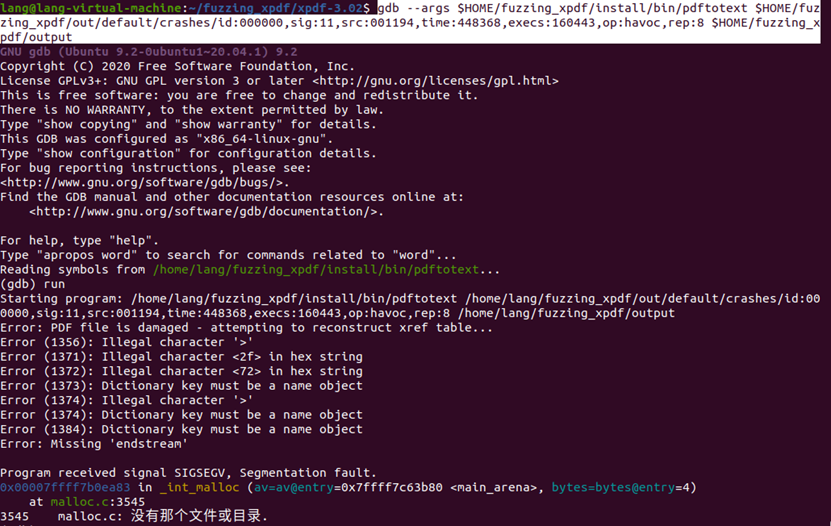 lang@lang-virtual-machine:~/fuzzing_xpdf/xpdf-3.02$ gdb --args $HOME/fuzzing_xpdf/install/bin/pdftotext $HOME/fuz
zing_xpdf/out/default/crashes/id:000000,sig:11,src:001194,time:448368,execs:160443,op:havoc,rep:8 $HOME/fuzzing_x
pdf/output
GNU gdb (Ubuntu 9.2-0ubuntu1~20.04.1) 9.2
Copyright (C) 2020 Free Software Foundation, Inc.
License GPLv3+: GNU GPL version 3 or later <http://gnu.org/licenses/gpl.html>
This is free software: you are free to change and redistribute it.
There is NO WARRANTY, to the extent permitted by law.
Type "show copying" and "show warranty" for details.
This GDB was configured as "x86_64-linux-gnu".
Type "show configuration" for configuration details.
For bug reporting instructions, please see:
<http://www.gnu.org/software/gdb/bugs/>.
Find the GDB manual and other documentation resources online at:
    <http://www.gnu.org/software/gdb/documentation/>.

For help, type "help".
Type "apropos word" to search for commands related to "word"...
Reading symbols from /home/lang/fuzzing_xpdf/install/bin/pdftotext...
(gdb) run
Starting program: /home/lang/fuzzing_xpdf/install/bin/pdftotext /home/lang/fuzzing_xpdf/out/default/crashes/id:00
0000,sig:11,src:001194,time:448368,execs:160443,op:havoc,rep:8 /home/lang/fuzzing_xpdf/output
Error: PDF file is damaged - attempting to reconstruct xref table...
Error (1356): Illegal character '>'
Error (1371): Illegal character <2f> in hex string
Error (1372): Illegal character <72> in hex string
Error (1373): Dictionary key must be a name object
Error (1374): Illegal character '>'
Error (1374): Dictionary key must be a name object
Error (1384): Dictionary key must be a name object
Error: Missing 'endstream'

Program received signal SIGSEGV, Segmentation fault.
0x00007ffff7b0ea83 in _int_malloc (av=av@entry=0x7ffff7c63b80 <main_arena>, bytes=bytes@entry=4)
    at malloc.c:3545
3545    malloc.c: 没有那个文件或目录.